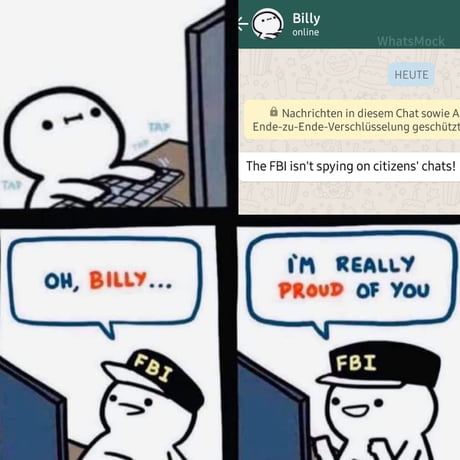 TAP
TAP
TAP
Billy
online
WhatsMock
HEUTE
Nachrichten in diesem Chat sowie A
Ende-zu-Ende-Verschlüsselung geschützt
The FBI isn't spying on citizens' chats!
OH, BILLY...
FBI
I'M REALLY
PROUD OF YOU
FBI